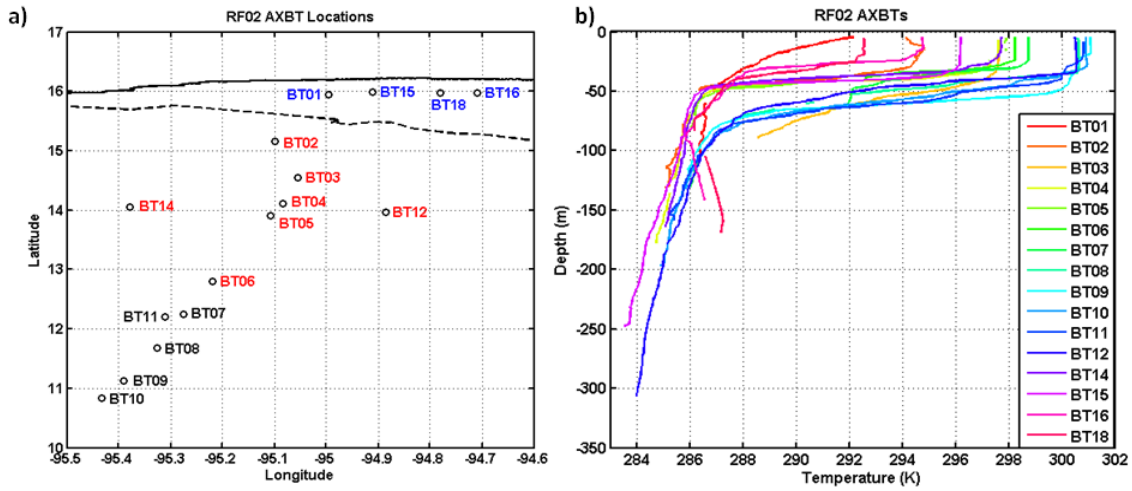 a)
RF02 AXBT Locations
17
16
15
14
13
12
11
10
-95.5
-95.4
-95.3
-95.2
-95.1
-95
-94.9
-94.8
-94.7
-94.6
Latitude
Longitude
BT01
BT15
BT18
BT16
BT02
BT03
BT04
BT14
BT05
BT12
BT06
BT11
BT07
BT08
BT09
BT10
b)
RF02 AXBTs
0
-50
-100
-150
-200
-250
-300
-350
284
286
288
290
292
294
296
298
300
302
Depth (m)
Temperature (K)
BT01
BT02
BT03
BT04
BT05
BT06
BT07
BT08
BT09
BT10
BT11
BT12
BT14
BT15
BT16
BT18